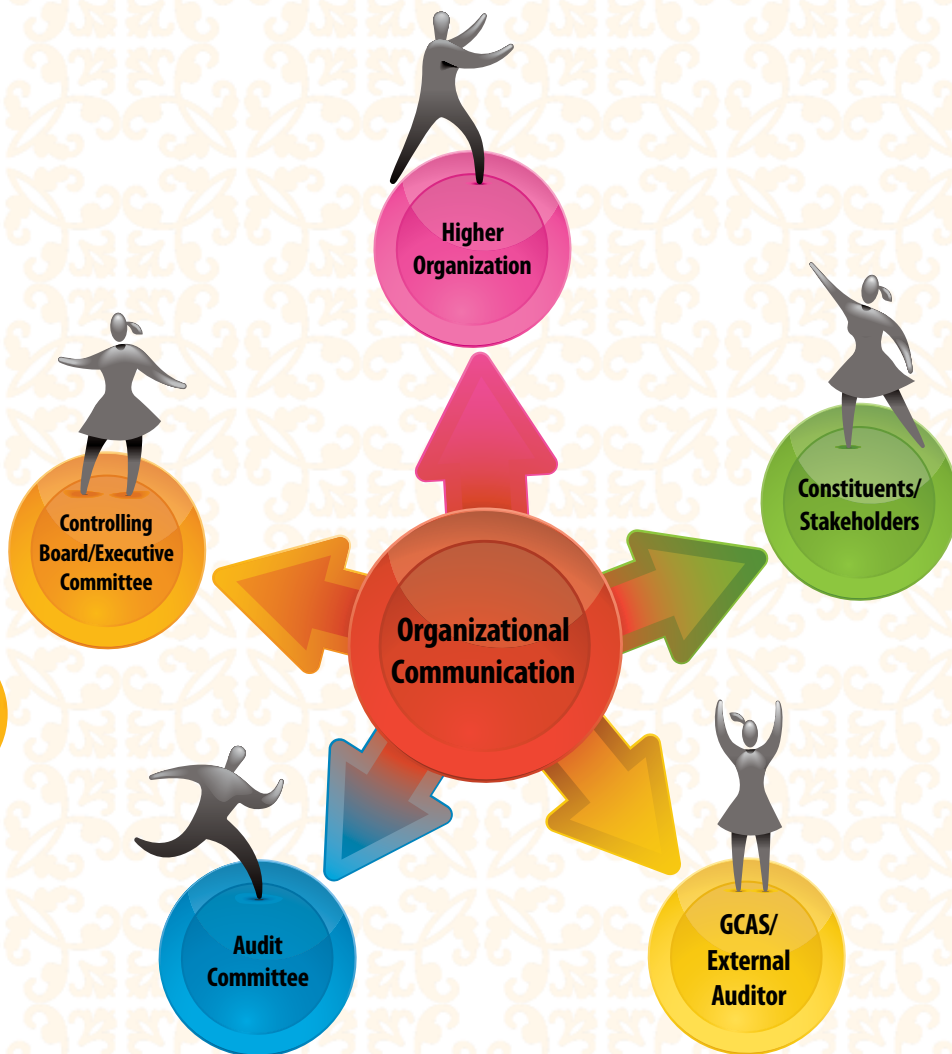 Higher
Organization
Constituents/
Stakeholders
Controlling
Board/Executive
Committee
Organizational
Communication
GCAS/
External
Auditor
Audit
Committee